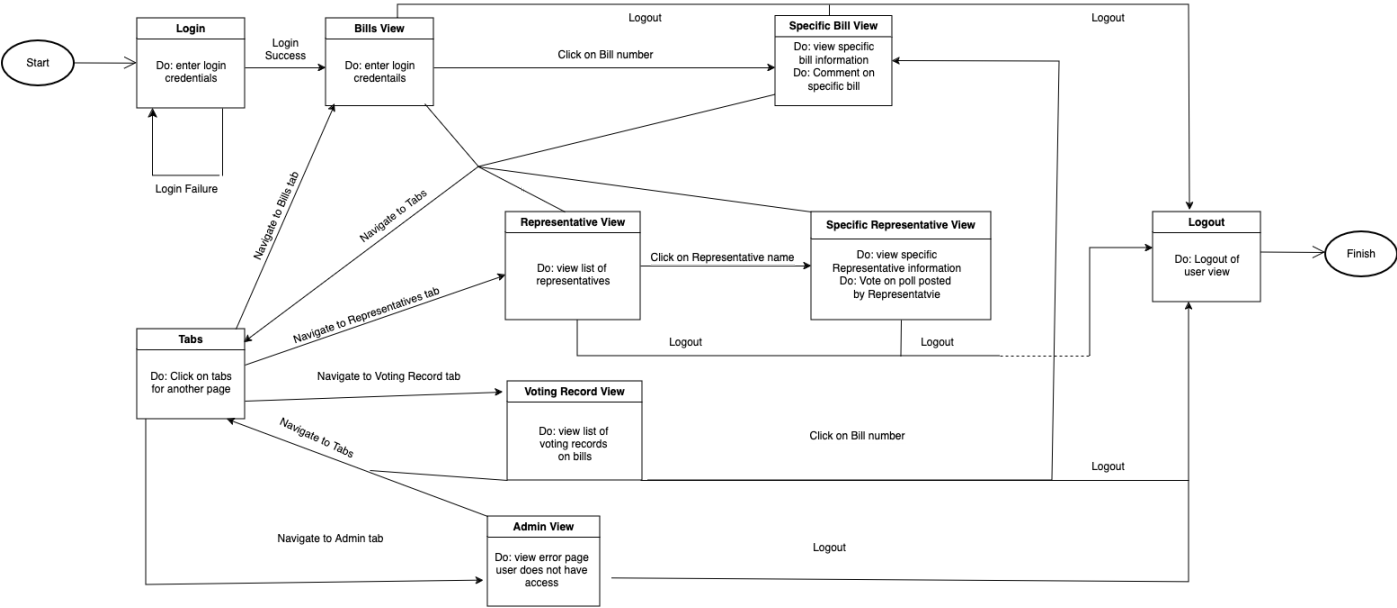 Logout
Logout
Login
Bills View
Specific Bill View
Start
Do: enter login
credentials
Login
Success
Do: enter login
credentails
Click on Bill number
Do: view specific
bill information
Do: Comment on
specific bill
Login Failure
Navigate to Bills tab
Navigate to Tabs
Representative View
Specific Representative View
Logout
Do: view list of
representatives
Click on Representative name
Do: view specific
Representative information
Do: Vote on poll posted
by Representatvie
Do: Logout of
user view
Finish
Navigate to Representatives tab
Tabs
Logout
Logout
Do: Click on tabs
for another page
Navigate to Voting Record tab
Voting Record View
Navigate to Tabs
Do: view list of
voting records
on bills
Click on Bill number
Logout
Navigate to Admin tab
Admin View
Do: view error page
user does not have
access
Logout